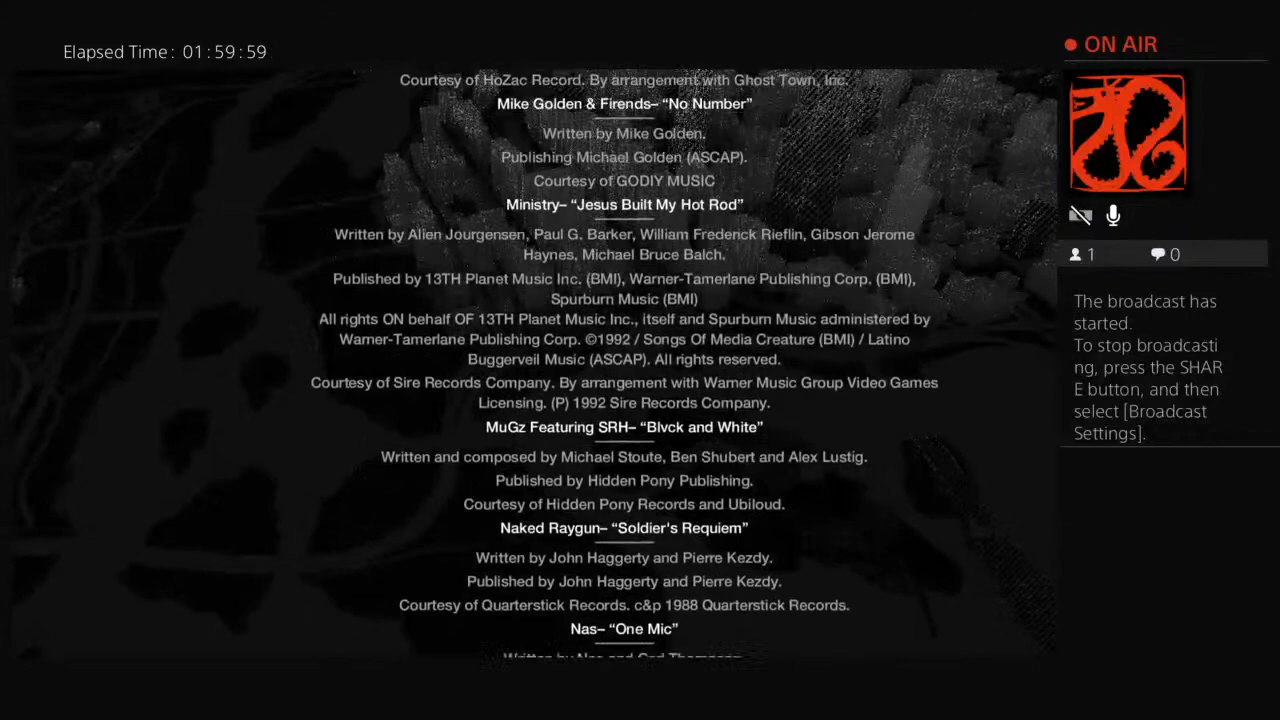 Elapsed Time: 01:59:59
ON AIR
Courtesy of HoZac Record. By arrangement with Ghost Town, Inc.
Mike Golden & Firends– “No Number”
Written by Mike Golden.
Publishing Michael Golden (ASCAP).
Courtesy of GODIY MUSIC
Ministry– “Jesus Built My Hot Rod”
Written by Alien Jourgensen, Paul G. Barker, William Frederick Rieflin, Gibson Jerome
Haynes, Michael Bruce Balch.
Published by 13TH Planet Music Inc. (BMI), Warner-Tamerlane Publishing Corp. (BMI),
Spurburn Music (BMI)
All rights ON behalf OF 13TH Planet Music Inc., itself and Spurburn Music administered by
Warner-Tamerlane Publishing Corp. ©1992 / Songs Of Media Creature (BMI) / Latino
Buggerveil Music (ASCAP). All rights reserved.
Courtesy of Sire Records Company. By arrangement with Warner Music Group Video Games
Licensing. (P) 1992 Sire Records Company.
MuGz Featuring SRH– “Blvck and White”
Written and composed by Michael Stoute, Ben Shubert and Alex Lustig.
Published by Hidden Pony Publishing.
Courtesy of Hidden Pony Records and Ubiloud.
Naked Raygun– “Soldier's Requiem”
Written by John Haggerty and Pierre Kezdy.
Published by John Haggerty and Pierre Kezdy.
Courtesy of Quarterstick Records. c&p 1988 Quarterstick Records.
Nas– “One Mic”
Written by Nas and Carl Thompson.
1
0
The broadcast has
started.
To stop broadcasti
ng, press the SHAR
E button, and then
select [Broadcast
Settings].